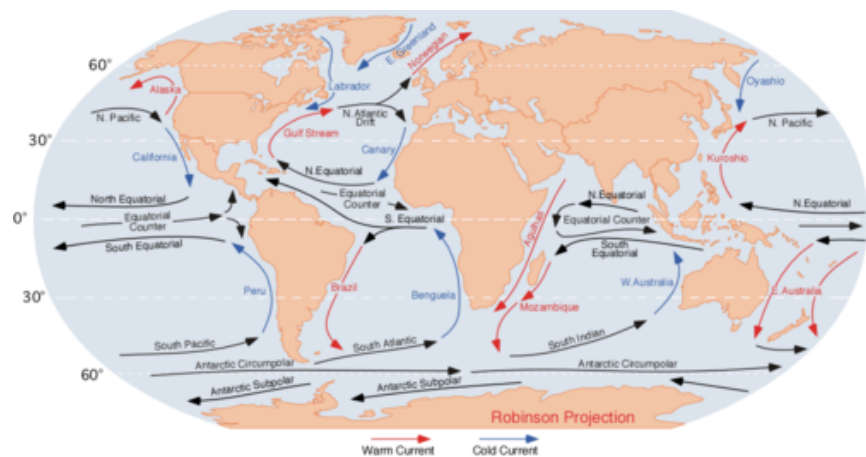 E. Greenland
Norwegian
60°
Alaska
Labrador
Oyashio
N. Pacific
N. Atlantic
Drift
N. Pacific
30°
Gulf Stream
California
Canary
Kuroshio
N.Equatorial
North Equatorial
Equatorial
Counter
N.Equatorial
N.Equatorial
0°
Equatorial
Counter
S. Equatorial
Agulhas
Equatorial Counter
South Equatorial
South
Equatorial
Peru
Brazil
Benguela
W.Australia
E.Australia
30°
Mozambique
South Pacific
South Atlantic
South Indian
Antarctic Circumpolar
Antarctic Circumpolar
60°
Antarctic Subpolar
Antarctic Subpolar
Robinson Projection
Warm Current
Cold Current